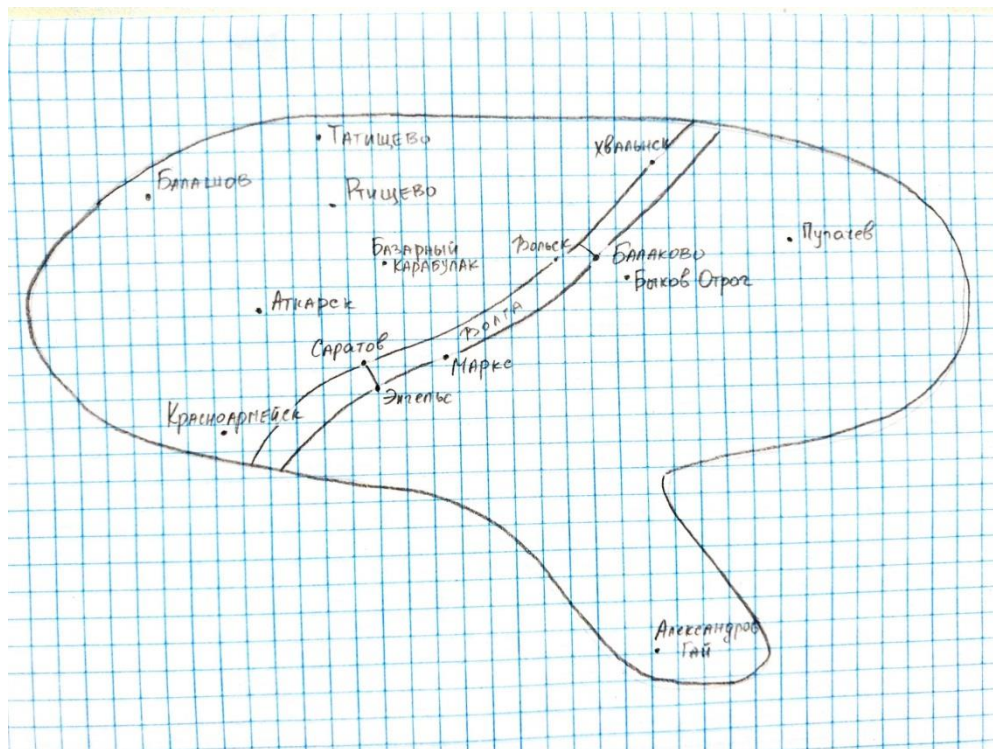 Татищево
Хвалынск
Балашов
Ртищево
Пугачев
Базарный
Карабулак
Вольск
Балаково
Быков Отрог
Аткарск
Волга
Саратов
Маркс
Энгельс
Красноармейск
Александров
Гай